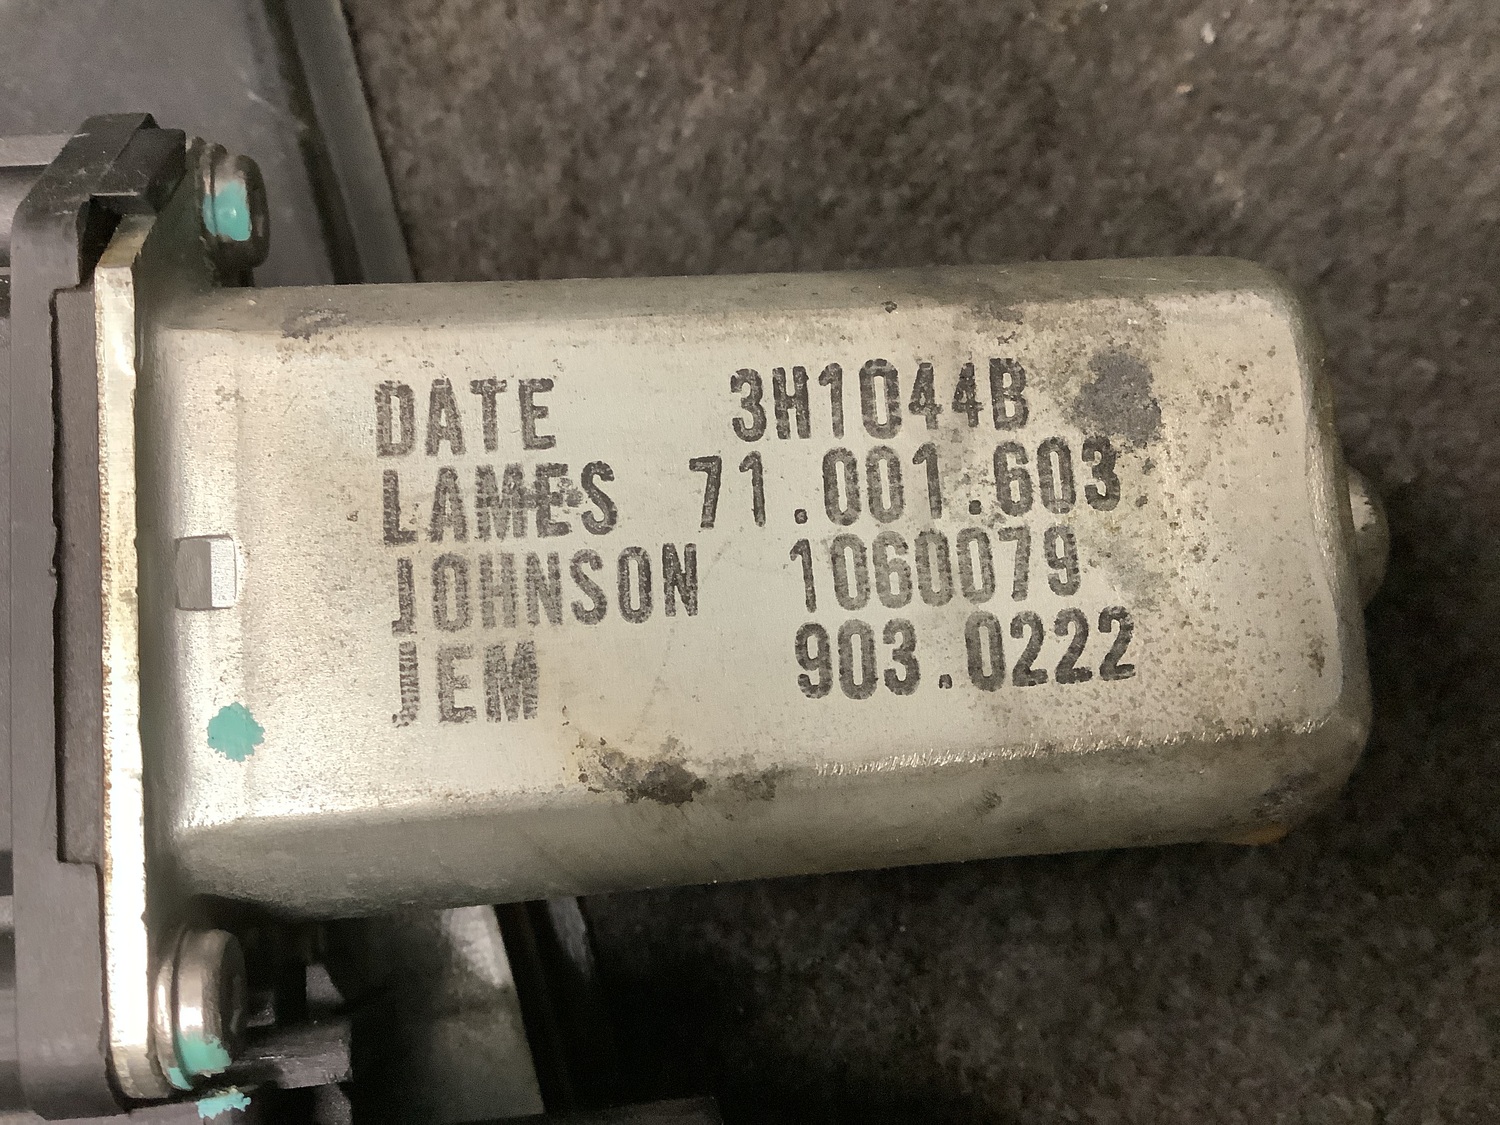 DATE 3H1044B
LAMES 71.001.603
JOHNSON 1060079
JEM 903.0222